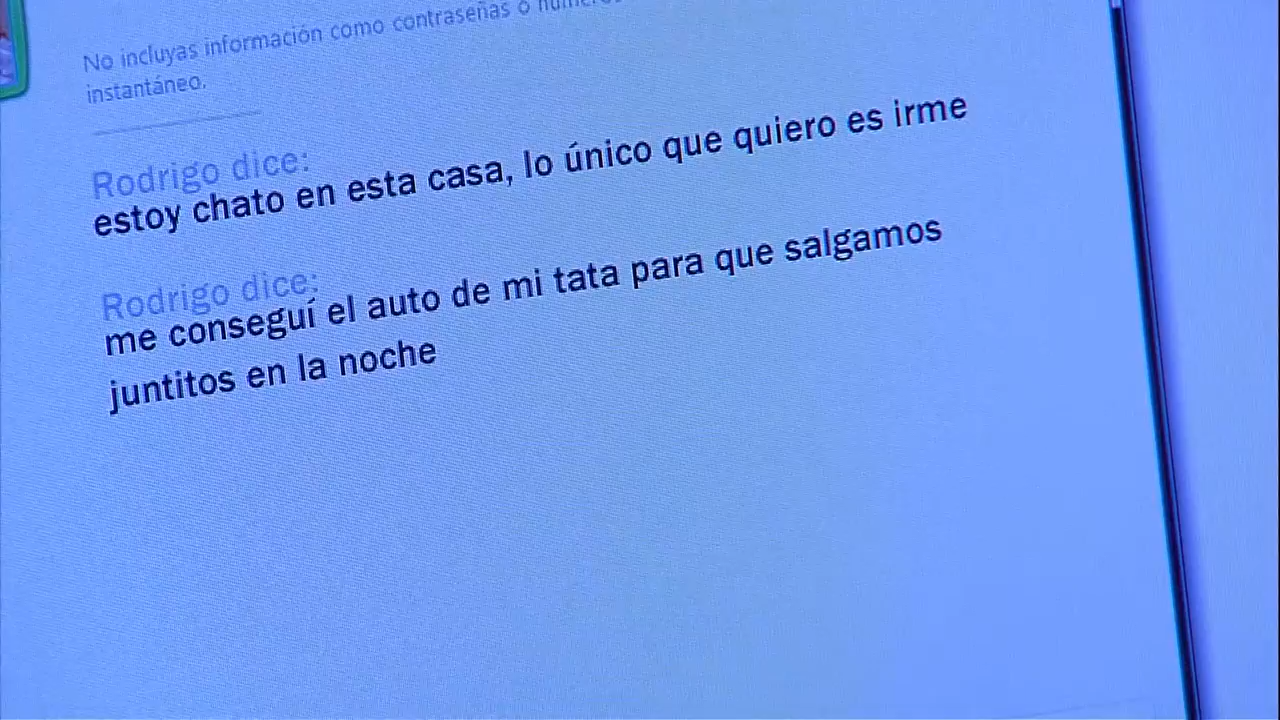 No incluyas información como contraseñas o
instantáneo.
Rodrigo dice:
estoy chato en esta casa, lo único que quiero es irme
Rodrigo dice:
me conseguí el auto de mi tata para que salgamos
juntitos en la noche